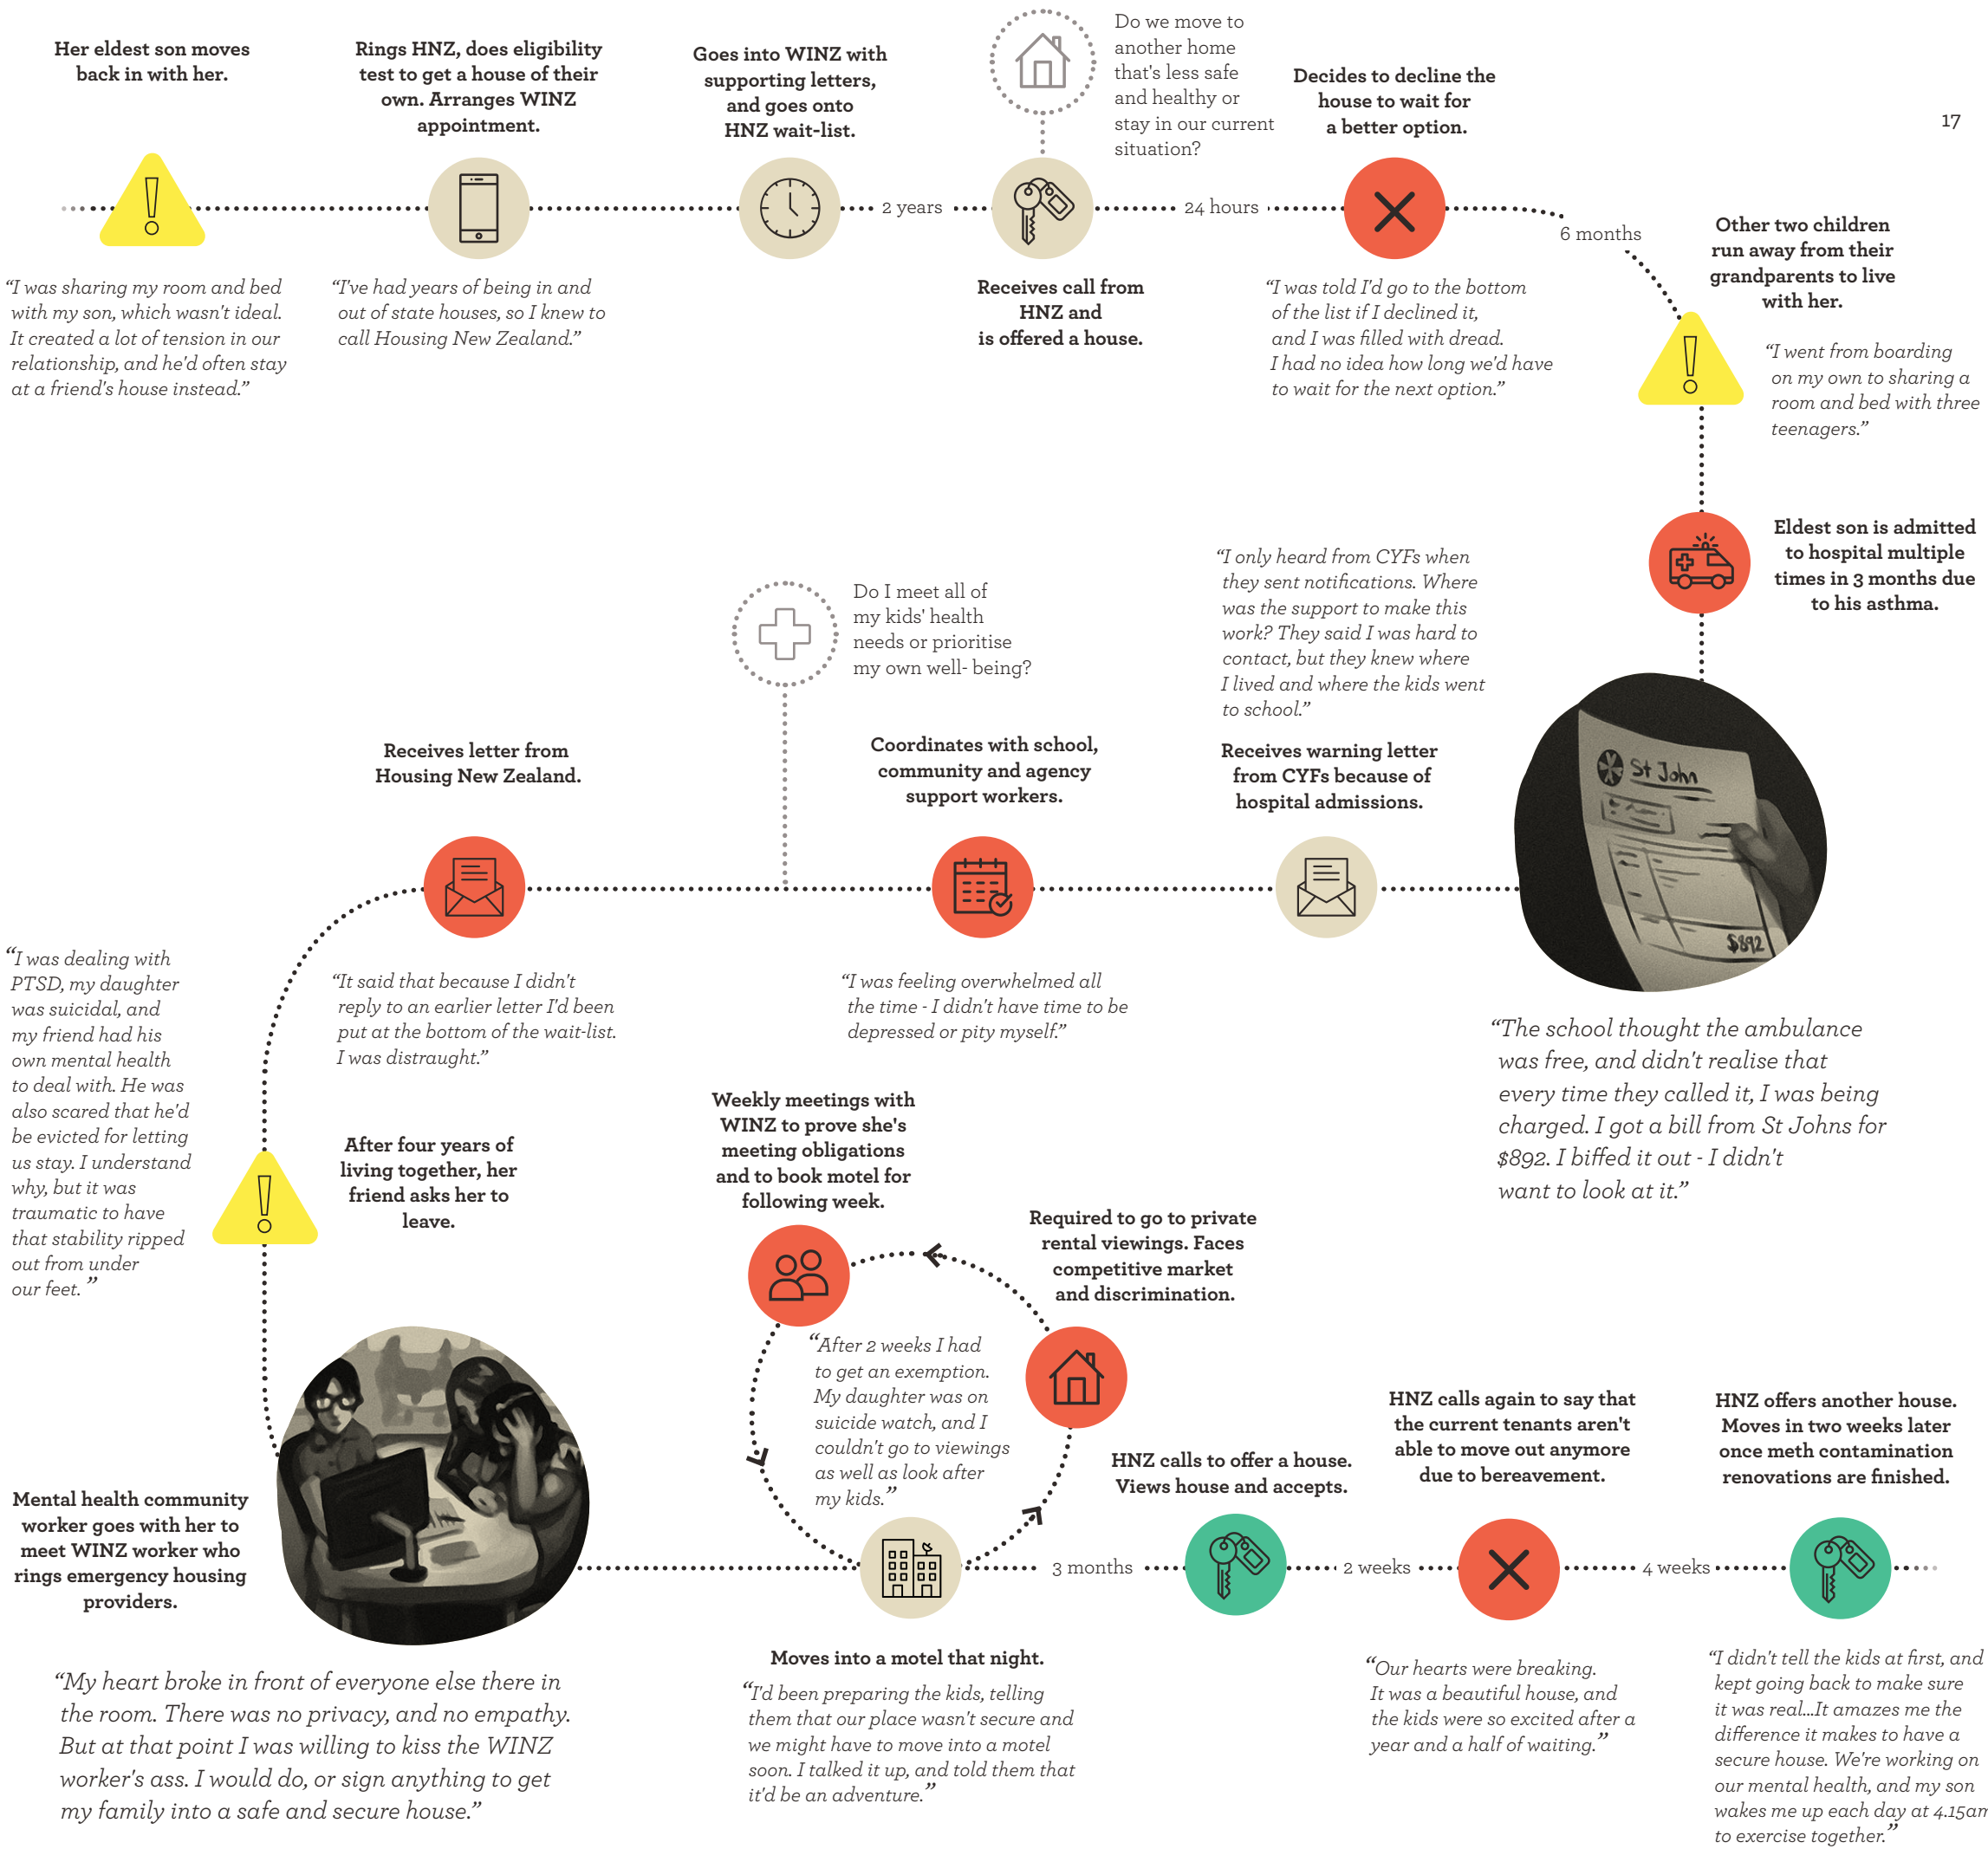 17
Her eldest son moves
back in with her.
“I was sharing my room and bed
with my son, which wasn't ideal.
It created a lot of tension in our
relationship, and he'd often stay
at a friend's house instead.”
Rings HNZ, does eligibility
test to get a house of their
own. Arranges WINZ
appointment.
“I've had years of being in and
out of state houses, so I knew to
call Housing New Zealand.”
Goes into WINZ with
supporting letters,
and goes onto
HNZ wait-list.
2 years
Do we move to
another home
that's less safe
and healthy or
stay in our current
situation?
Receives call from
HNZ and
is offered a house.
24 hours
Decides to decline the
house to wait for
a better option.
“I was told I'd go to the bottom
of the list if I declined it,
and I was filled with dread.
I had no idea how long we'd have
to wait for the next option.”
6 months
Other two children
run away from their
grandparents to live
with her.
“I went from boarding
on my own to sharing a
room and bed with three
teenagers.”
Eldest son is admitted
to hospital multiple
times in 3 months due
to his asthma.
St John
$892
“The school thought the ambulance
was free, and didn't realise that
every time they called it, I was being
charged. I got a bill from St Johns for
$892. I biffed it out - I didn't
want to look at it.”
“I only heard from CYFs when
they sent notifications. Where
was the support to make this
work? They said I was hard to
contact, but they knew where
I lived and where the kids went
to school.”
Receives warning letter
from CYFs because of
hospital admissions.
Coordinates with school,
community and agency
support workers.
“I was feeling overwhelmed all
the time - I didn't have time to be
depressed or pity myself.”
Do I meet all of
my kids' health
needs or prioritise
my own well- being?
Receives letter from
Housing New Zealand.
“It said that because I didn't
reply to an earlier letter I'd been
put at the bottom of the wait-list.
I was distraught.”
“I was dealing with
PTSD, my daughter
was suicidal, and
my friend had his
own mental health
to deal with. He was
also scared that he'd
be evicted for letting
us stay. I understand
why, but it was
traumatic to have
that stability ripped
out from under
our feet.”
After four years of
living together, her
friend asks her to
leave.
Mental health community
worker goes with her to
meet WINZ worker who
rings emergency housing
providers.
“My heart broke in front of everyone else there in
the room. There was no privacy, and no empathy.
But at that point I was willing to kiss the WINZ
worker's ass. I would do, or sign anything to get
my family into a safe and secure house.”
Moves into a motel that night.
“I'd been preparing the kids, telling
them that our place wasn't secure and
we might have to move into a motel
soon. I talked it up, and told them that
it'd be an adventure.”
Required to go to private
rental viewings. Faces
competitive market
and discrimination.
Weekly meetings with
WINZ to prove she's
meeting obligations
and to book motel for
following week.
“After 2 weeks I had
to get an exemption.
My daughter was on
suicide watch, and I
couldn't go to viewings
as well as look after
my kids.”
3 months
HNZ calls to offer a house.
Views house and accepts.
2 weeks
HNZ calls again to say that
the current tenants aren't
able to move out anymore
due to bereavement.
“Our hearts were breaking.
It was a beautiful house, and
the kids were so excited after a
year and a half of waiting.”
4 weeks
HNZ offers another house.
Moves in two weeks later
once meth contamination
renovations are finished.
“I didn't tell the kids at first, and
kept going back to make sure
it was real...It amazes me the
difference it makes to have a
secure house. We're working on
our mental health, and my son
wakes me up each day at 4.15am
to exercise together.”